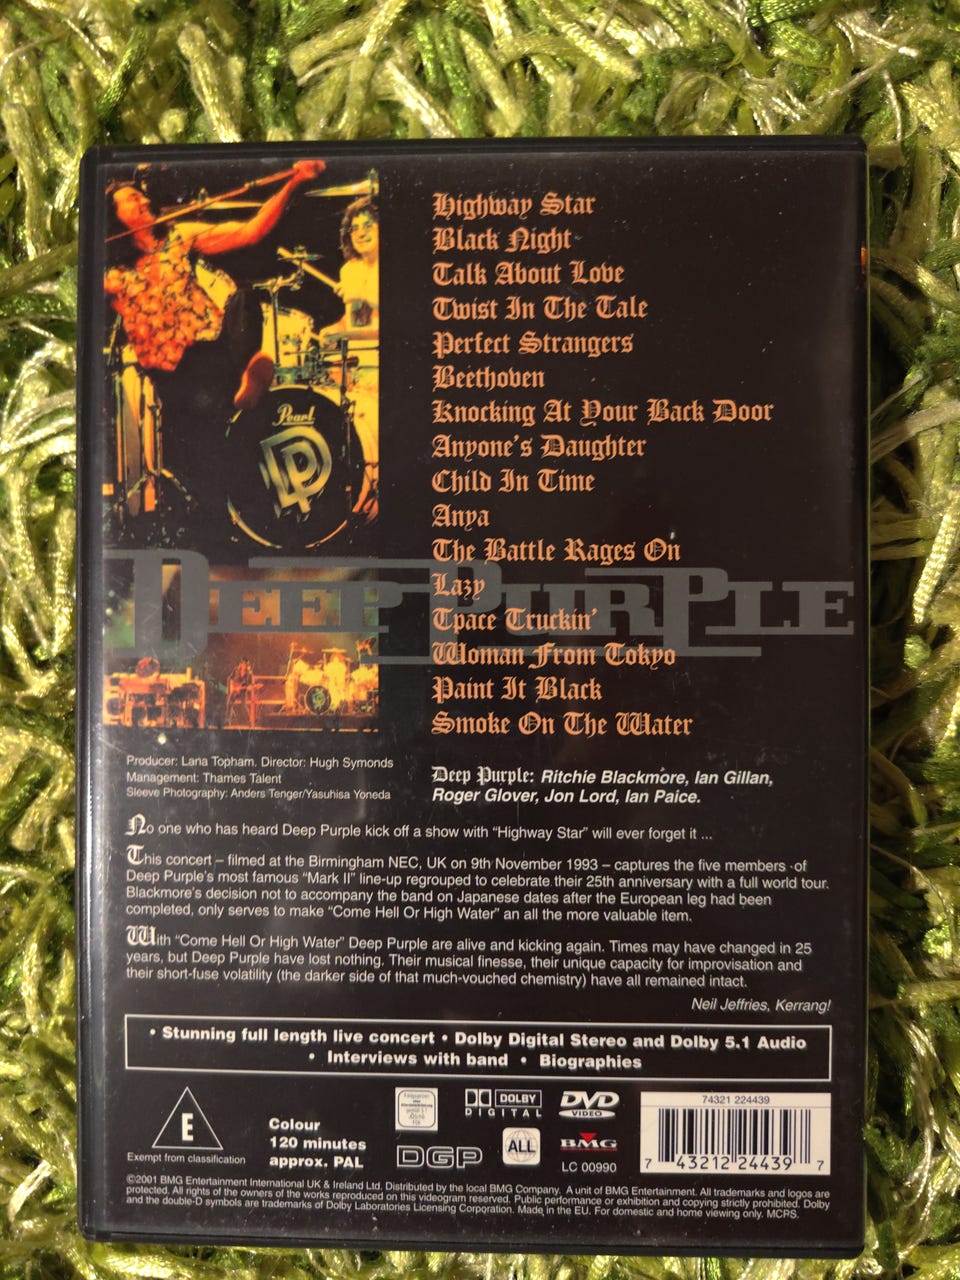 Highway Star
Black Night
Talk About Love
Twist In The Tale
Perfect Strangers
Beethoven
Knocking At Your Back Door
Anyone's Daughter
Child In Time
Anya
The Battle Rages On
Lazy
Tpace Truckin'
Woman From Tokyo
Paint It Black
Smoke On The Water
Pearl
DP
DEEP PURPLE
Producer: Lana Topham. Director: Hugh Symonds
Management: Thames Talent
Sleeve Photography: Anders Tenger/Yasuhisa Yoneda
Deep Purple: Ritchie Blackmore, Ian Gillan,
Roger Glover, Jon Lord, Ian Paice.
No one who has heard Deep Purple kick off a show with "Highway Star" will ever forget it ...
This concert – filmed at the Birmingham NEC, UK on 9th November 1993 – captures the five members of
Deep Purple's most famous "Mark II" line-up regrouped to celebrate their 25th anniversary with a full world tour.
Blackmore's decision not to accompany the band on Japanese dates after the European leg had been
completed, only serves to make "Come Hell Or High Water" an all the more valuable item.
With "Come Hell Or High Water" Deep Purple are alive and kicking again. Times may have changed in 25
years, but Deep Purple have lost nothing. Their musical finesse, their unique capacity for improvisation and
their short-fuse volatility (the darker side of that much-vouched chemistry) have all remained intact.
Neil Jeffries, Kerrang!
• Stunning full length live concert • Dolby Digital Stereo and Dolby 5.1 Audio
• Interviews with band • Biographies
E
Exempt from classification
Colour
120 minutes
approx. PAL
DOLBY
DIGITAL
DVD
VIDEO
DGP
ALL
BMG
LC 00990
74321 224439
7 43212 24439 7
©2001 BMG Entertainment International UK & Ireland Ltd. Distributed by the local BMG Company. A unit of BMG Entertainment. All trademarks and logos are
protected. All rights of the owners of the works reproduced on this videogram reserved. Public performance or exhibition and copying strictly prohibited. Dolby
and the double-D symbols are trademarks of Dolby Laboratories Licensing Corporation. Made in the EU. For domestic and home viewing only. MCPS.